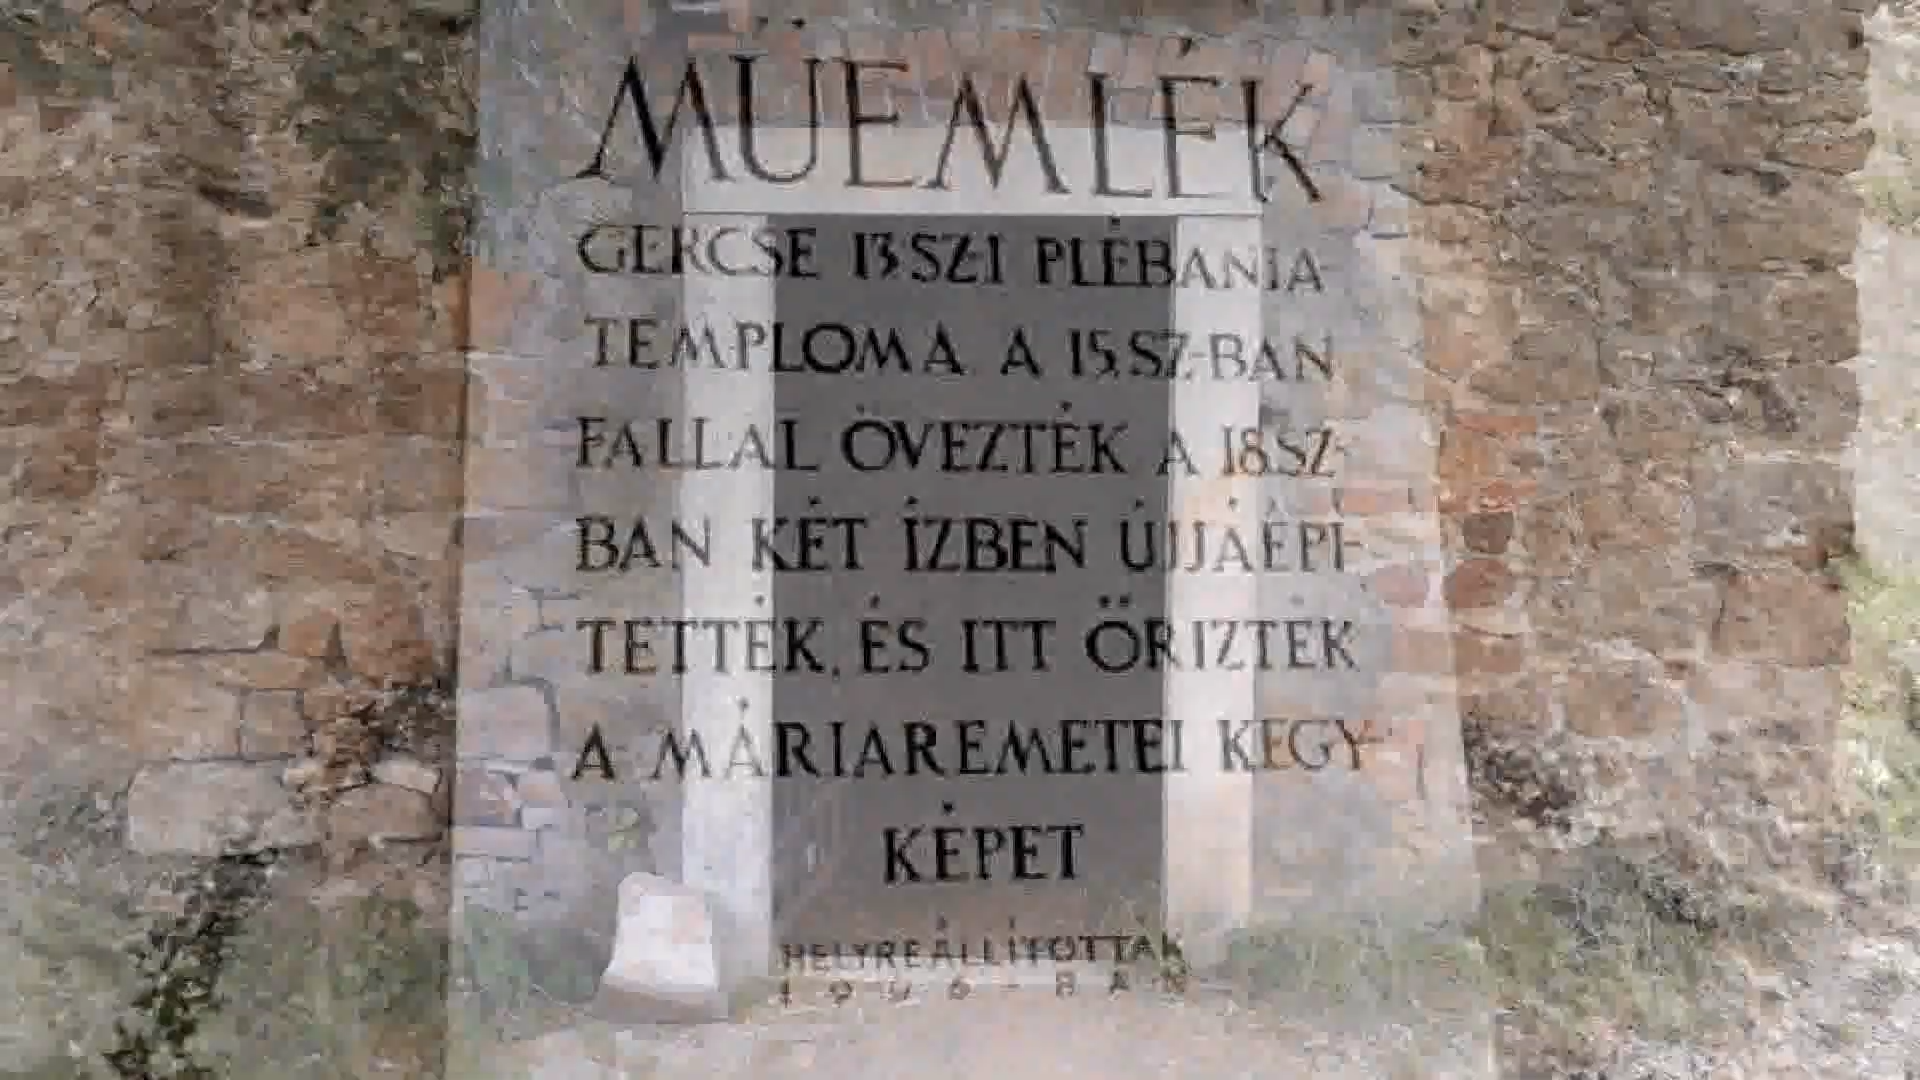 MŰEMLÉK
GERCSE 13.SZ-I PLÉBÁNIA
TEMPLOMA A 15.SZ-BAN
FALLAL ÖVEZTÉK A 18.SZ-
BAN KÉT ÍZBEN ÚJJÁÉPÍ-
TETTÉK, ÉS ITT ŐRIZTÉK
A MÁRIAREMETEI KEGY-
KÉPET
HELYREÁLLÍTOTTÁK